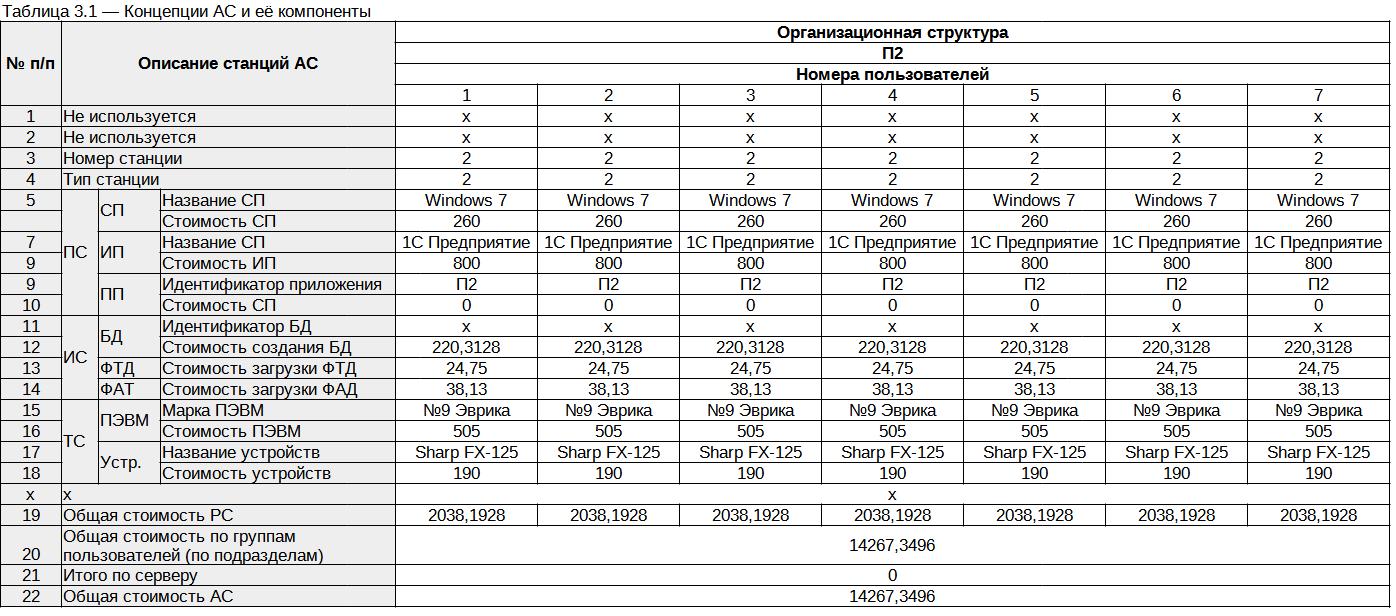 Таблица 3.1 — Концепции АС и её компоненты
№ п/п Описание станций АС Организационная структура
П2
Номера пользователей
1 2 3 4 5 6 7
1 Не используется x x x x x x x
2 Не используется x x x x x x x
3 Номер станции 2 2 2 2 2 2 2
4 Тип станции 2 2 2 2 2 2 2
5 ПС СП Название СП Windows 7 Windows 7 Windows 7 Windows 7 Windows 7 Windows 7 Windows 7
Стоимость СП 260 260 260 260 260 260 260
7 ИП Название СП 1С Предприятие 1С Предприятие 1С Предприятие 1С Предприятие 1С Предприятие 1С Предприятие 1С Предприятие
9 Стоимость ИП 800 800 800 800 800 800 800
9 ПП Идентификатор приложения П2 П2 П2 П2 П2 П2 П2
10 Стоимость СП 0 0 0 0 0 0 0
11 ИС БД Идентификатор БД x x x x x x x
12 Стоимость создания БД 220,3128 220,3128 220,3128 220,3128 220,3128 220,3128 220,3128
13 ФТД Стоимость загрузки ФТД 24,75 24,75 24,75 24,75 24,75 24,75 24,75
14 ФАТ Стоимость загрузки ФАД 38,13 38,13 38,13 38,13 38,13 38,13 38,13
15 ТС ПЭВМ Марка ПЭВМ №9 Эврика №9 Эврика №9 Эврика №9 Эврика №9 Эврика №9 Эврика №9 Эврика
16 Стоимость ПЭВМ 505 505 505 505 505 505 505
17 Устр. Название устройств Sharp FX-125 Sharp FX-125 Sharp FX-125 Sharp FX-125 Sharp FX-125 Sharp FX-125 Sharp FX-125
18 Стоимость устройств 190 190 190 190 190 190 190
x x x
19 Общая стоимость РС 2038,1928 2038,1928 2038,1928 2038,1928 2038,1928 2038,1928 2038,1928
20 Общая стоимость по группам
пользователей (по подразделам) 14267,3496
21 Итого по серверу 0
22 Общая стоимость АС 14267,3496